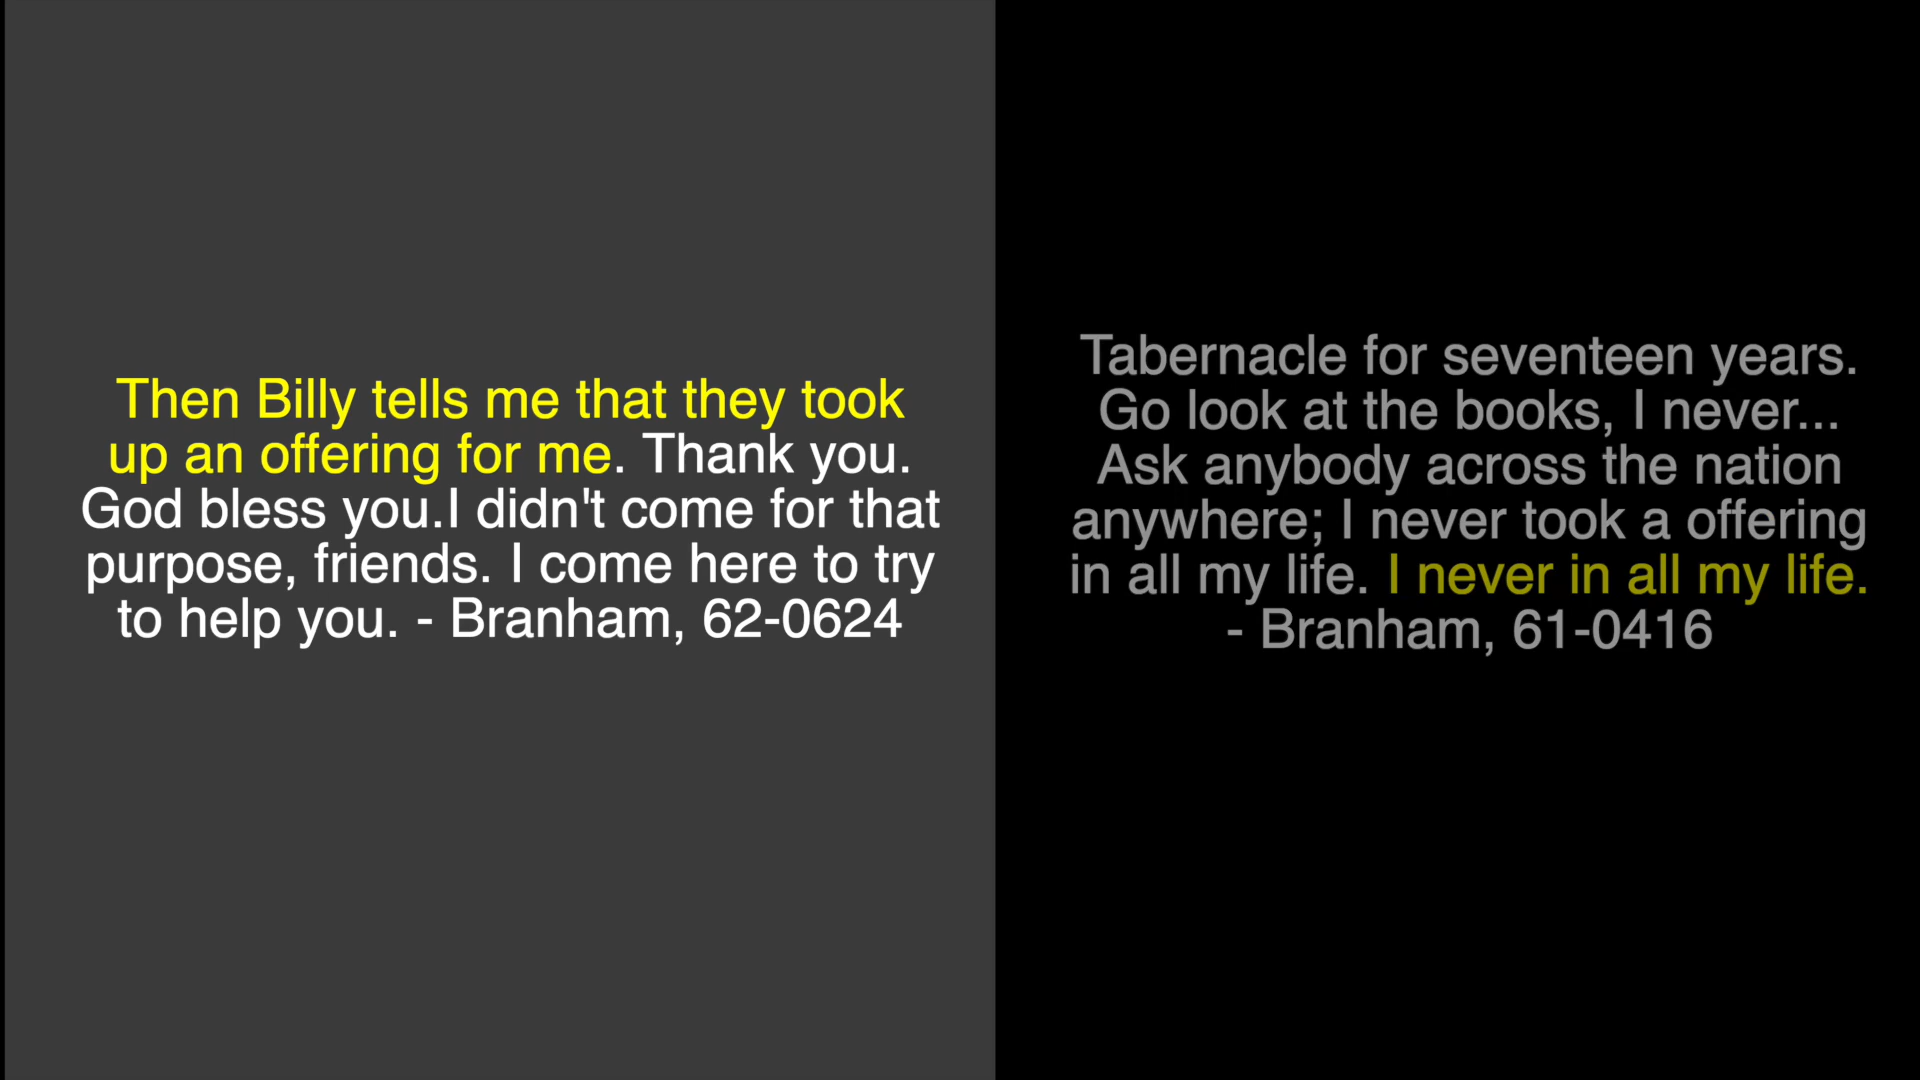 Then Billy tells me that they took
up an offering for me. Thank you.
God bless you.I didn't come for that
purpose, friends. I come here to try
to help you. - Branham, 62-0624
Tabernacle for seventeen years.
Go look at the books, I never...
Ask anybody across the nation
anywhere; I never took a offering
in all my life. I never in all my life.
- Branham, 61-0416